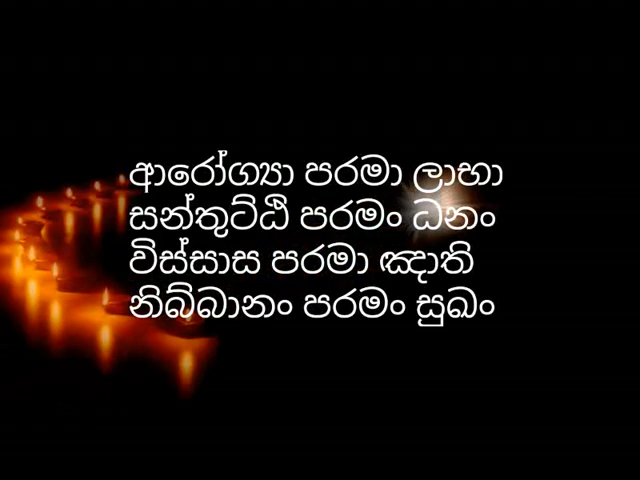 ආරෝග්‍යා පරමා ලාභා
සන්තුට්ඨි පරමං ධනං
විස්සාස පරමා ඤාති
නිබ්බානං පරමං සුඛං